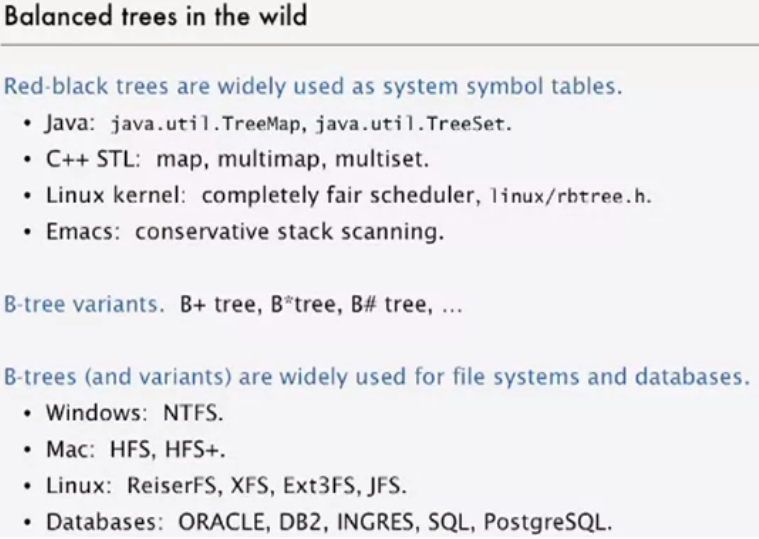 Balanced trees in the wild
Red-black trees are widely used as system symbol tables.
• Java: java.util.TreeMap, java.util.TreeSet.
• C++ STL: map, multimap, multiset.
• Linux kernel: completely fair scheduler, linux/rbtree.h.
• Emacs: conservative stack scanning.
B-tree variants. B+ tree, B*tree, B# tree, ...
B-trees (and variants) are widely used for file systems and databases.
• Windows: NTFS.
• Mac: HFS, HFS+.
• Linux: ReiserFS, XFS, Ext3FS, JFS.
• Databases: ORACLE, DB2, INGRES, SQL, PostgreSQL.